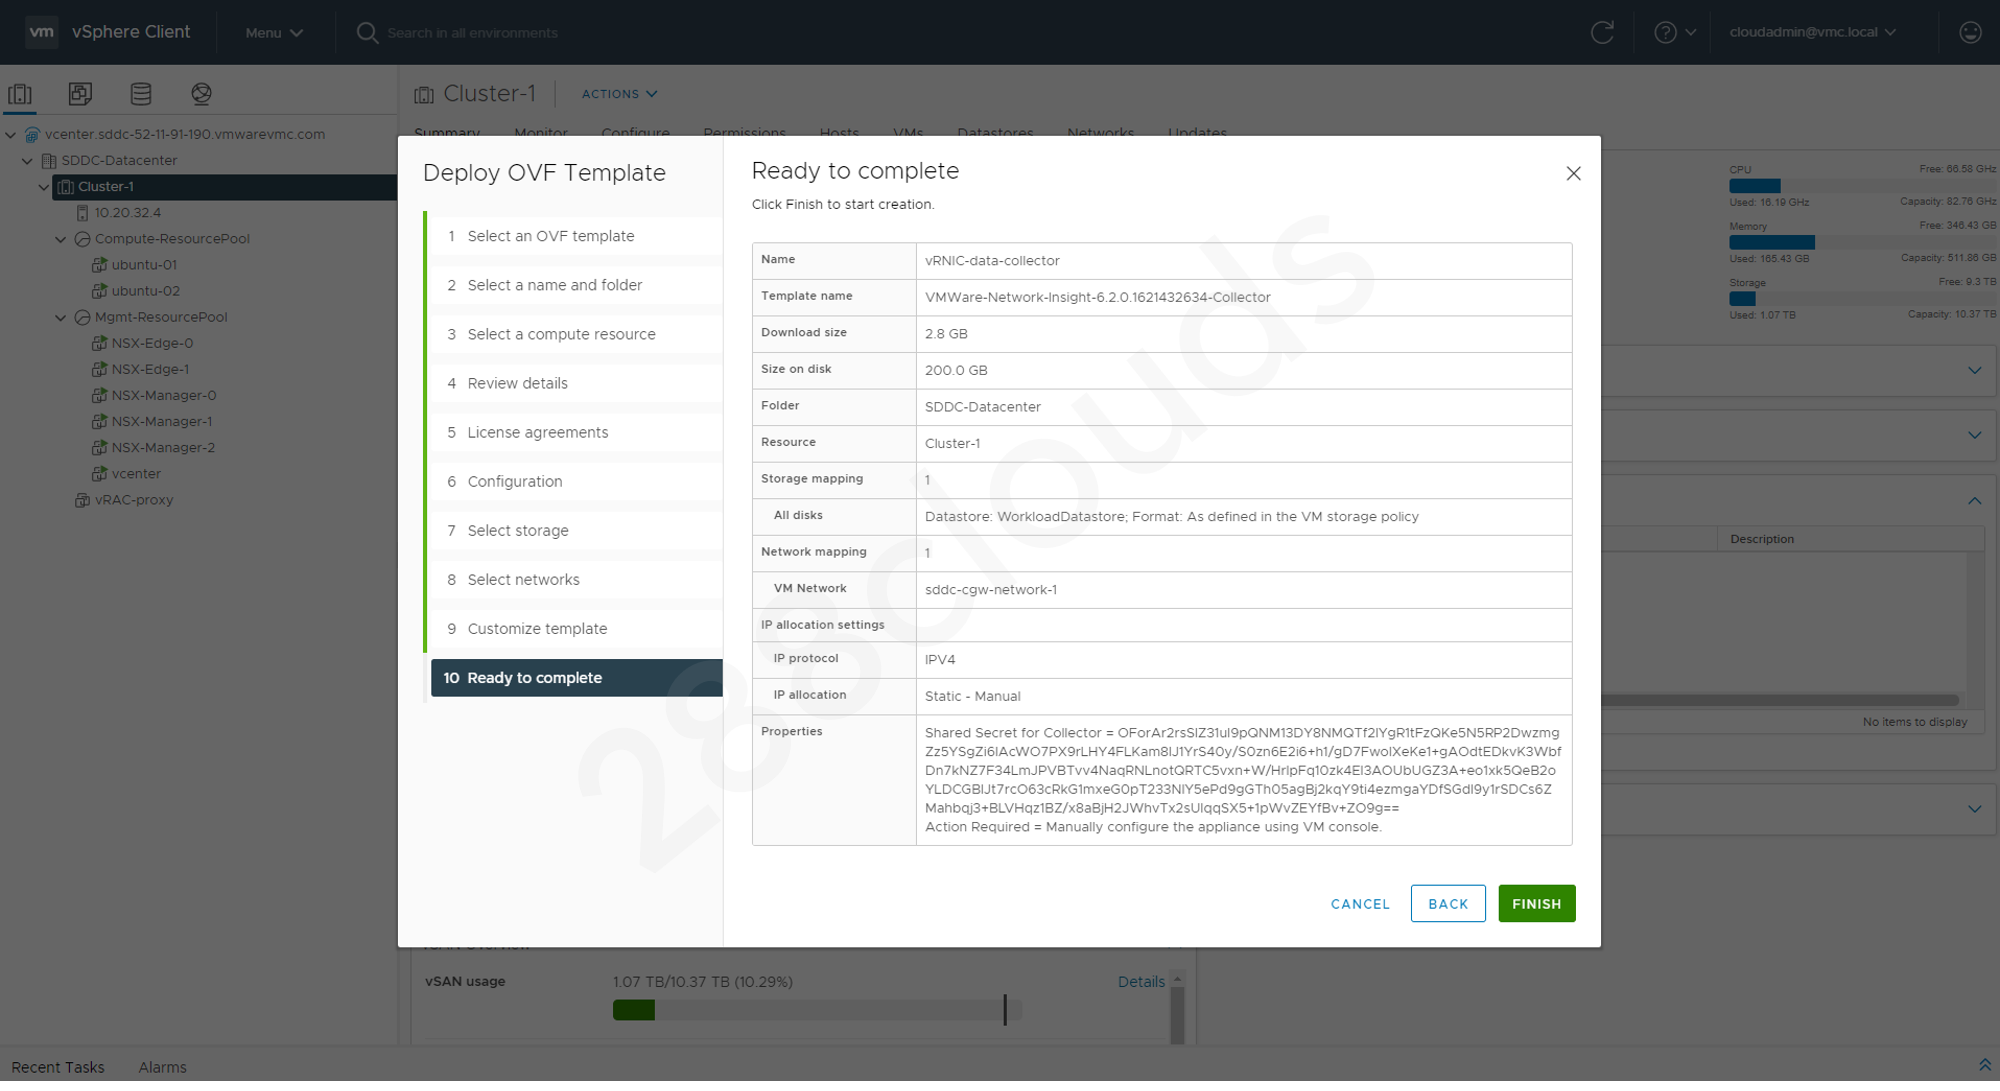 vm vSphere Client Menu Search in all environments cloudadmin@vmc.local
Cluster-1 ACTIONS
Summary Monitor Configure Permissions Hosts VMs Datastores Networks Updates
vcenter.sddc-52-11-91-190.vmwarevmc.com
SDDC-Datacenter
Cluster-1
10.20.32.4
Compute-ResourcePool
ubuntu-01
ubuntu-02
Mgmt-ResourcePool
NSX-Edge-0
NSX-Edge-1
NSX-Manager-0
NSX-Manager-1
NSX-Manager-2
vcenter
vRAC-proxy
Deploy OVF Template
1 Select an OVF template
2 Select a name and folder
3 Select a compute resource
4 Review details
5 License agreements
6 Configuration
7 Select storage
8 Select networks
9 Customize template
10 Ready to complete
Ready to complete
Click Finish to start creation.
Name vRNIC-data-collector
Template name VMWare-Network-Insight-6.2.0.1621432634-Collector
Download size 2.8 GB
Size on disk 200.0 GB
Folder SDDC-Datacenter
Resource Cluster-1
Storage mapping 1
All disks Datastore: WorkloadDatastore; Format: As defined in the VM storage policy
Network mapping 1
VM Network sddc-cgw-network-1
IP allocation settings
IP protocol IPV4
IP allocation Static - Manual
Properties Shared Secret for Collector =
Action Required = Manually configure the appliance using VM console.
CANCEL BACK FINISH
CPU Free: 66.58 GHz
Used: 16.19 GHz Capacity: 82.76 GHz
Memory Free: 346.43 GB
Used: 165.43 GB Capacity: 511.86 GB
Storage Free: 9.3 TB
Used: 1.07 TB Capacity: 10.37 TB
Description
No items to display
vSAN Overview
vSAN usage 1.07 TB/10.37 TB (10.29%) Details
Recent Tasks Alarms
288clouds